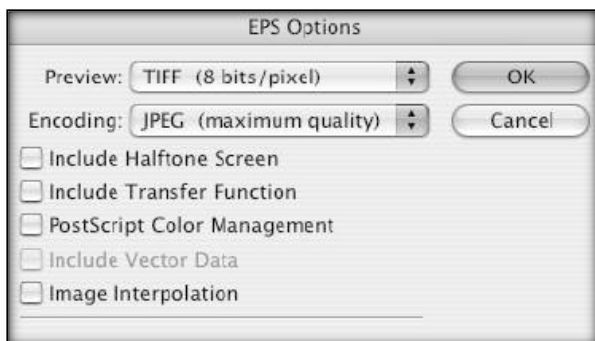 EPS Options
Preview: TIFF (8 bits/pixel) OK
Encoding: JPEG (maximum quality) Cancel
Include Halftone Screen
Include Transfer Function
PostScript Color Management
Include Vector Data
Image Interpolation